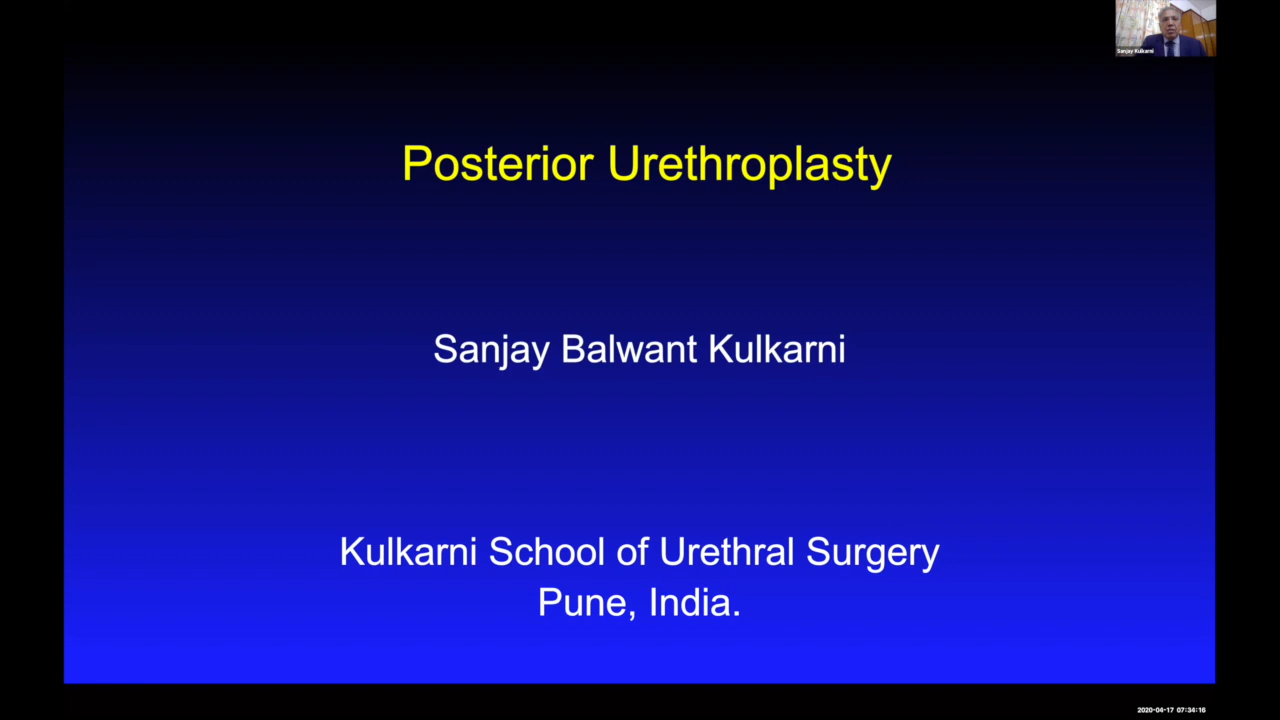 Sanjay Kulkarni
Posterior Urethroplasty
Sanjay Balwant Kulkarni
Kulkarni School of Urethral Surgery
Pune, India.
2020-04-17 07:34:16